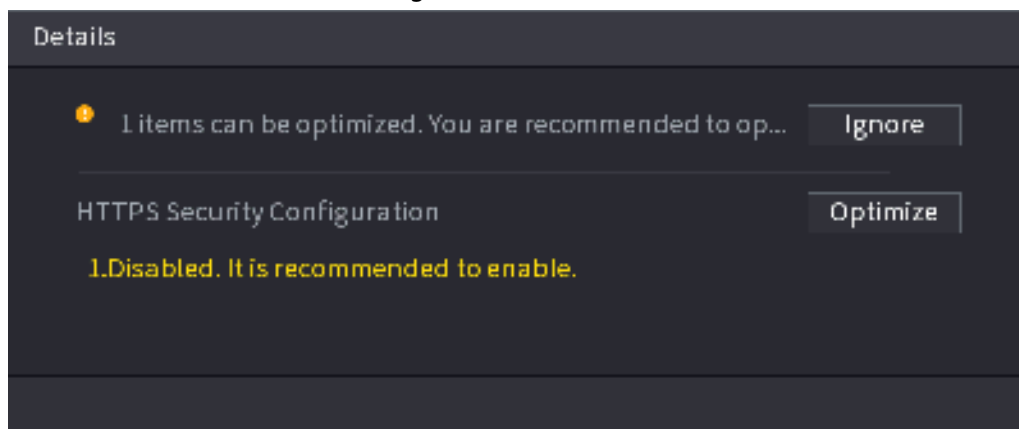 Details
1 items can be optimized. You are recommended to op...
Ignore
HTTPS Security Configuration
Optimize
1.Disabled. It is recommended to enable.